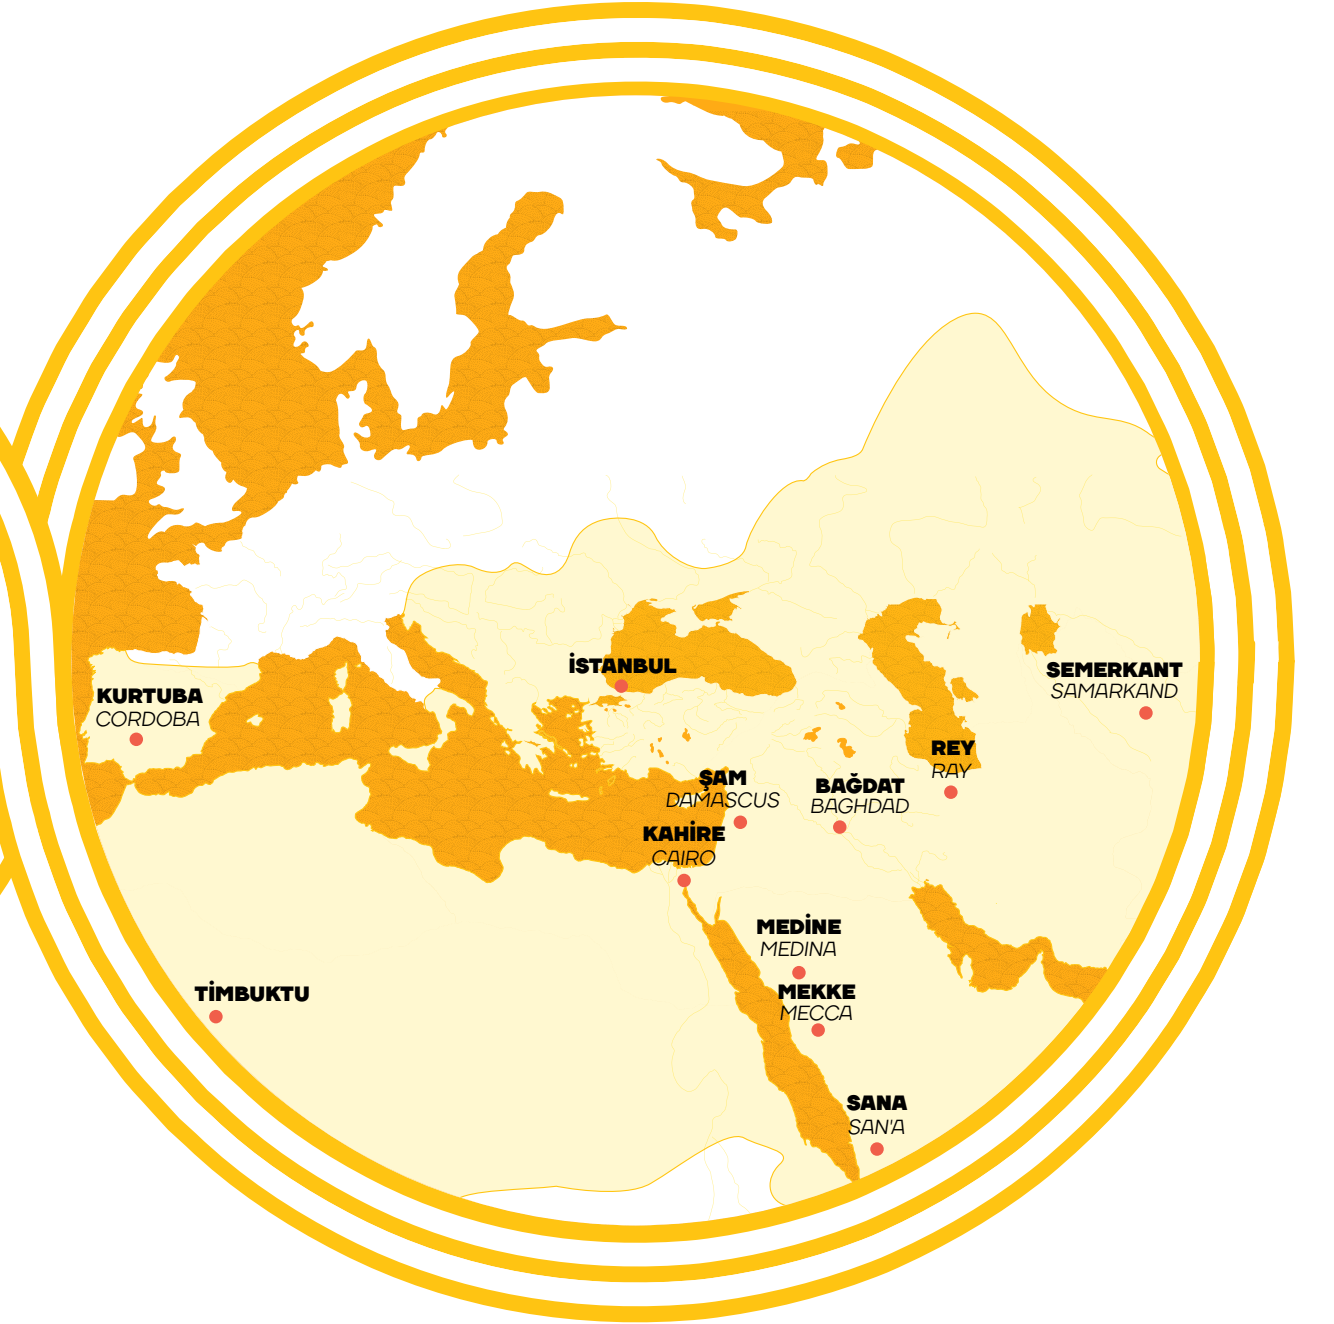 İSTANBUL
SEMERKANT
SAMARKAND
KURTUBA
CORDOBA
REY
RAY
ŞAM
DAMASCUS
BAĞDAT
BAGHDAD
KAHİRE
CAIRO
MEDİNE
MEDINA
MEKKE
MECCA
TİMBUKTU
SANA
SAN'A